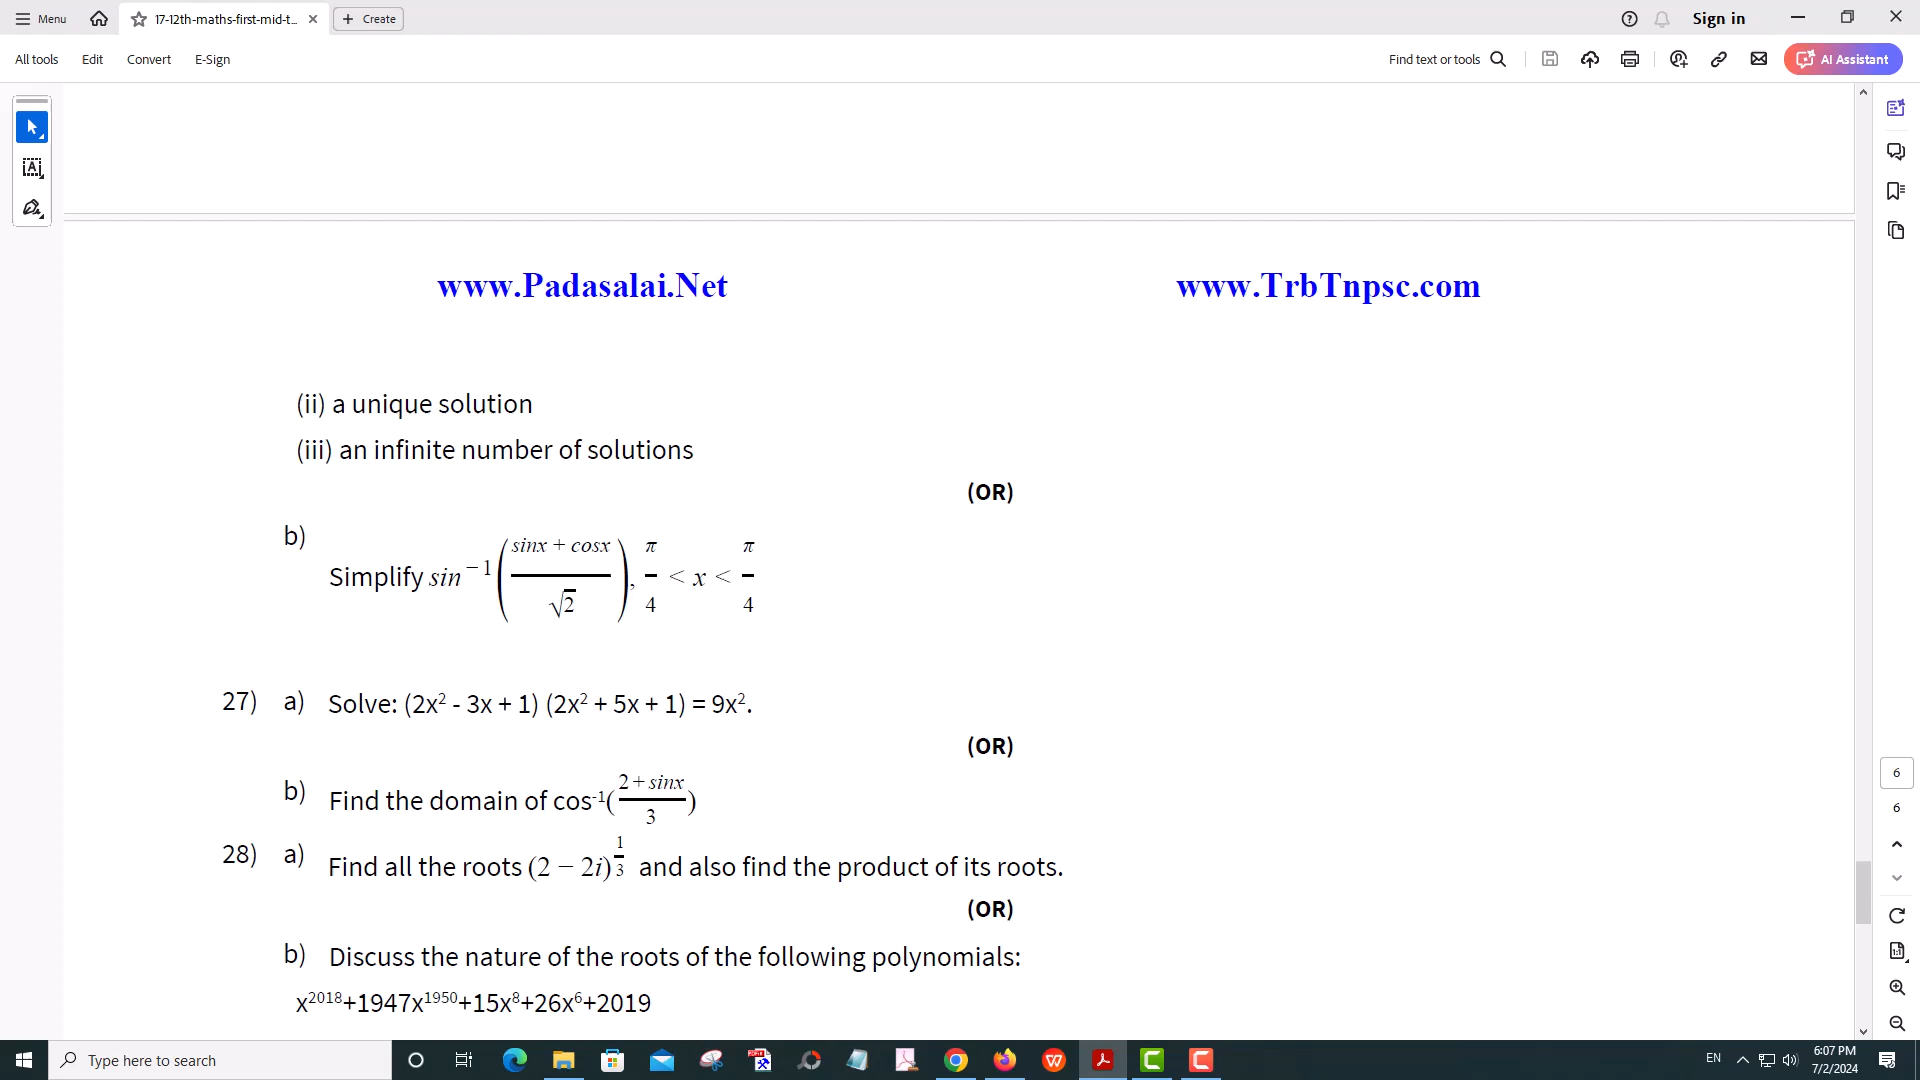 Menu
17-12th-maths-first-mid-t...
Create
Sign in
All tools
Edit
Convert
E-Sign
Find text or tools
AI Assistant
www.Padasalai.Net
www.TrbTnpsc.com
(ii) a unique solution
(iii) an infinite number of solutions
(OR)
b) Simplify sin⁻¹((sinx + cosx)/√2), π/4 < x < π/4
27) a) Solve: (2x² - 3x + 1) (2x² + 5x + 1) = 9x².
(OR)
b) Find the domain of cos⁻¹((2 + sinx)/3)
28) a) Find all the roots (2 − 2i)^(1/3) and also find the product of its roots.
(OR)
b) Discuss the nature of the roots of the following polynomials:
x²⁰¹⁸+1947x¹⁹⁵⁰+15x⁸+26x⁶+2019
6
6
Type here to search
EN
6:07 PM
7/2/2024